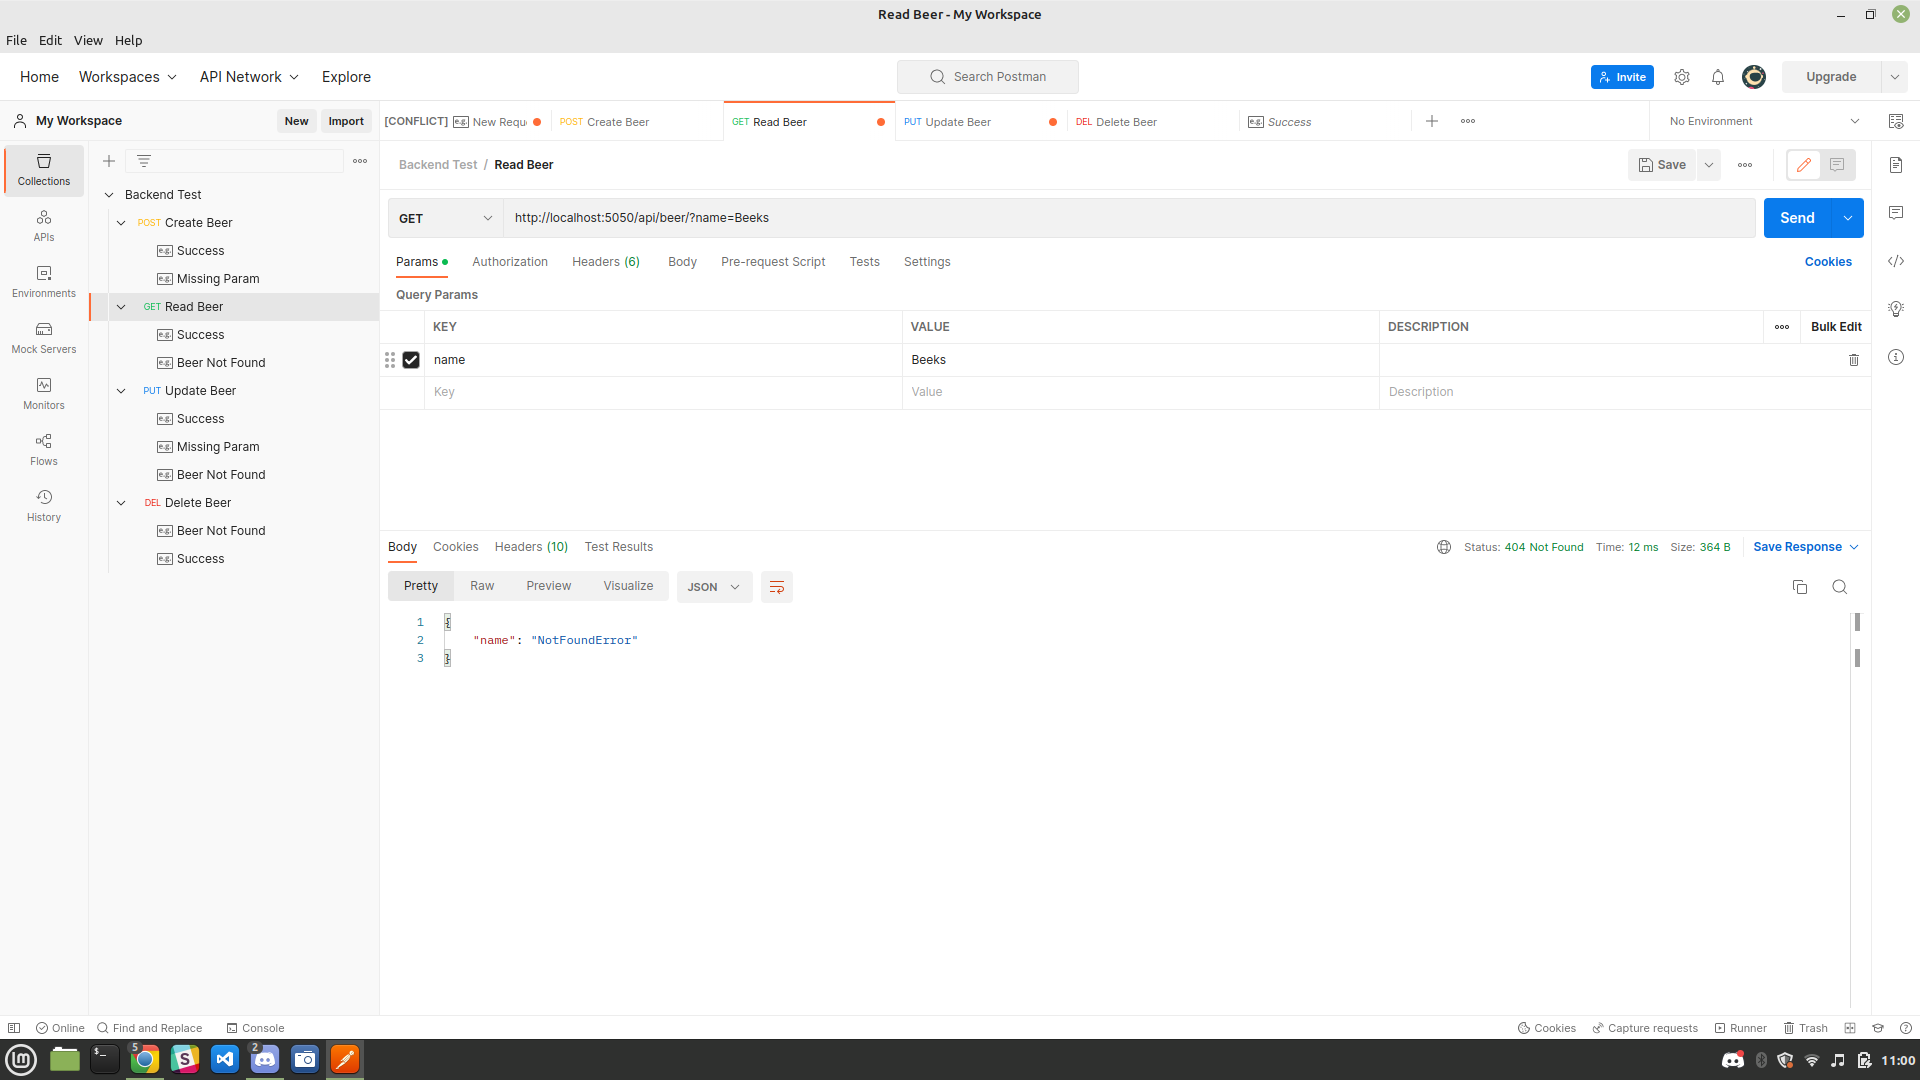 Read Beer - My Workspace
File Edit View Help
Home Workspaces API Network Explore Search Postman Invite Upgrade
My Workspace New Import
[CONFLICT] e.g. New Requ POST Create Beer GET Read Beer PUT Update Beer DEL Delete Beer e.g. Success No Environment
Collections
APIs
Environments
Mock Servers
Monitors
Flows
History
Backend Test
POST Create Beer
e.g. Success
e.g. Missing Param
GET Read Beer
e.g. Success
e.g. Beer Not Found
PUT Update Beer
e.g. Success
e.g. Missing Param
e.g. Beer Not Found
DEL Delete Beer
e.g. Beer Not Found
e.g. Success
Backend Test / Read Beer Save
GET http://localhost:5050/api/beer/?name=Beeks Send
Params Authorization Headers (6) Body Pre-request Script Tests Settings Cookies
Query Params
KEY VALUE DESCRIPTION Bulk Edit
name Beeks
Key Value Description
Body Cookies Headers (10) Test Results Status: 404 Not Found Time: 12 ms Size: 364 B Save Response
Pretty Raw Preview Visualize JSON
1 {
2 "name": "NotFoundError"
3 }
Online Find and Replace Console Cookies Capture requests Runner Trash
5 2 11:00